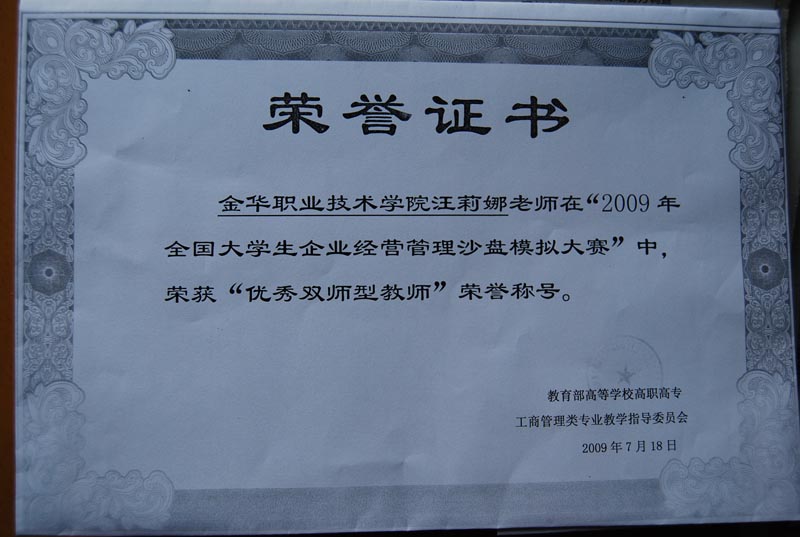 荣誉证书
金华职业技术学院汪莉娜老师在“2009年
全国大学生企业经营管理沙盘模拟大赛”中，
荣获“优秀双师型教师”荣誉称号。
教育部高等学校高职高专
工商管理类专业教学指导委员会
2009年7月18日